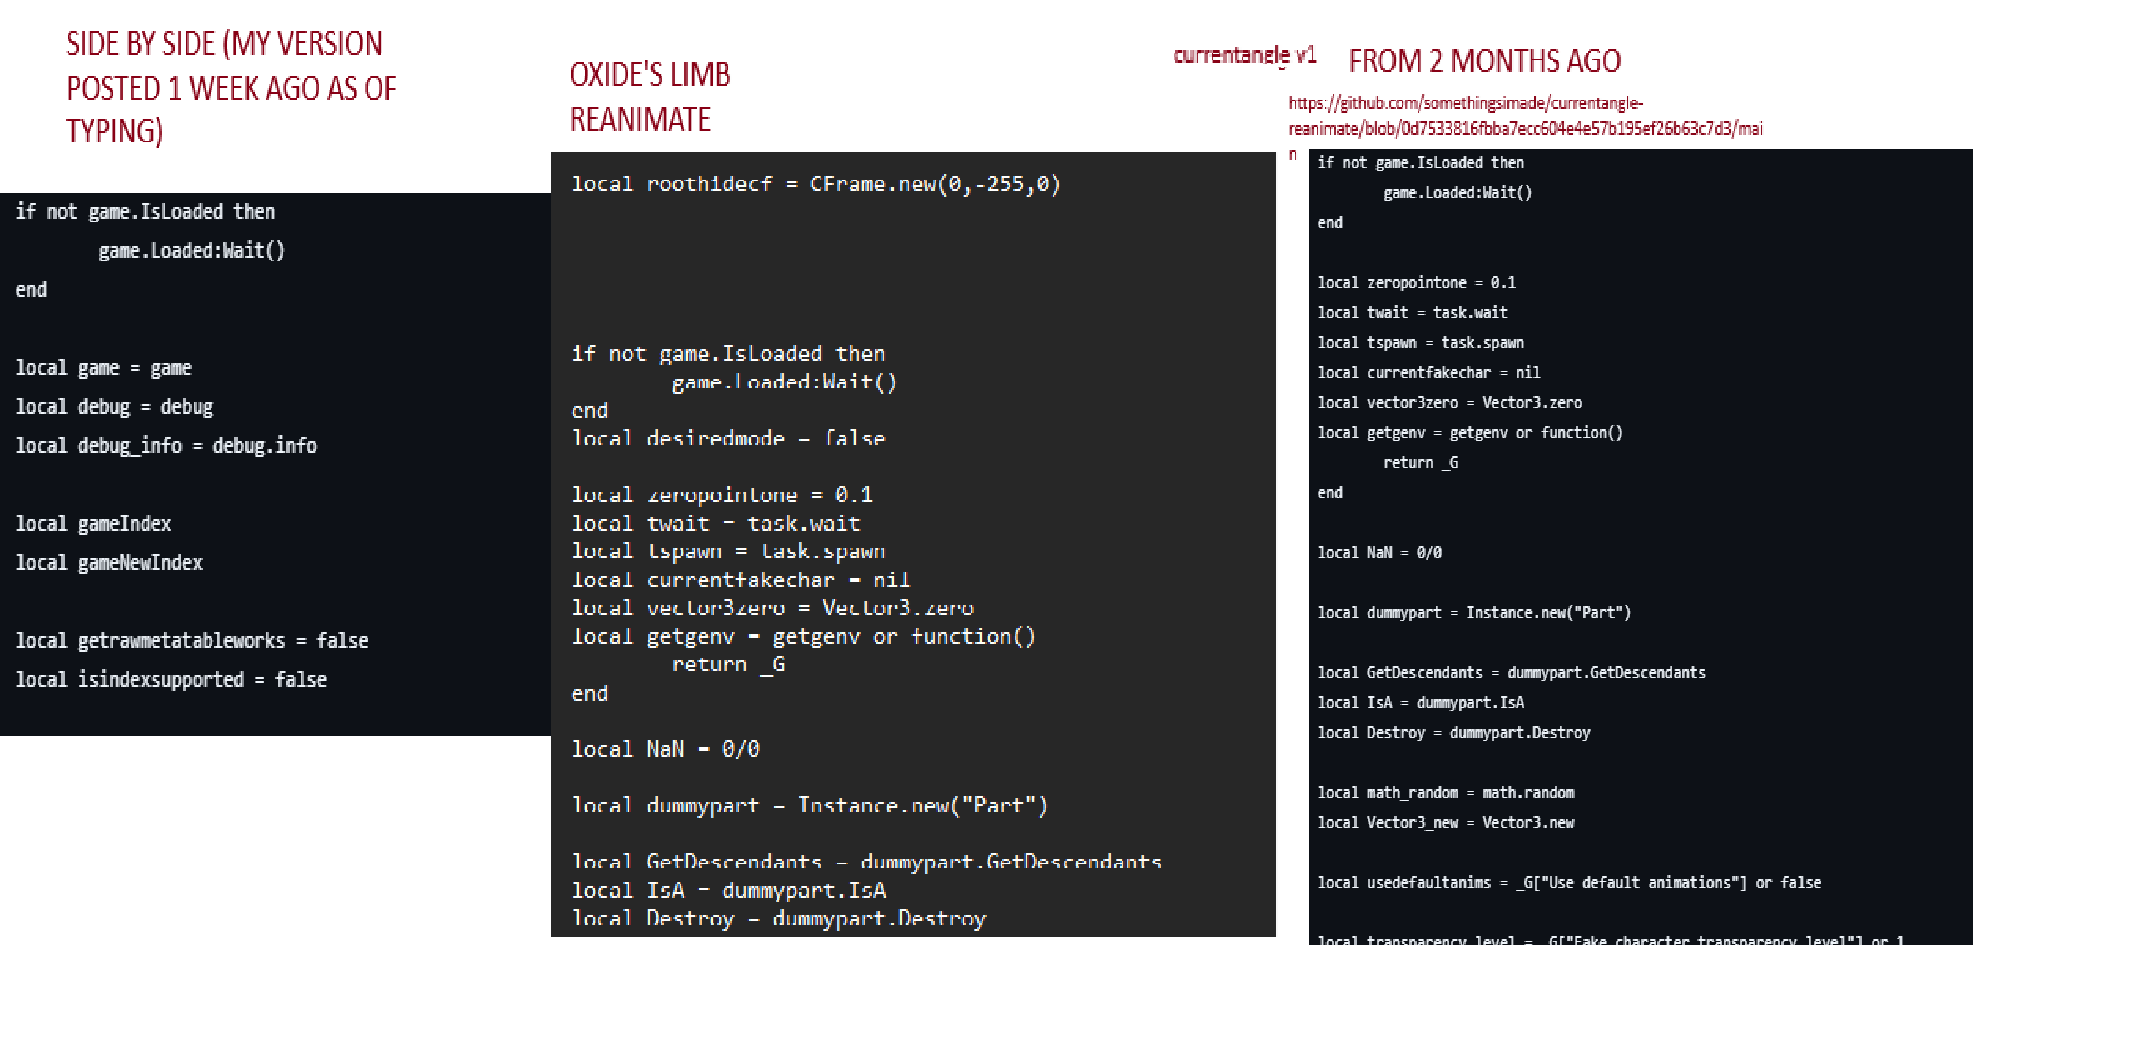 SIDE BY SIDE (MY VERSION
POSTED 1 WEEK AGO AS OF
TYPING)
if not game.IsLoaded then
game.Loaded:Wait()
end
local game = game
local debug = debug
local debug_info = debug.info
local gameIndex
local gameNewIndex
local getrawmetatableworks = false
local isindexsupported = false
OXIDE'S LIMB
REANIMATE
local roothidecf = CFrame.new(0,-255,0)
if not game.IsLoaded then
game.Loaded:Wait()
end
local desiredmode = false
local zeropointone = 0.1
local twait = task.wait
local tspawn = task.spawn
local currentfakechar = nil
local vector3zero = Vector3.zero
local getgenv = getgenv or function()
return _G
end
local NaN = 0/0
local dummypart = Instance.new("Part")
local GetDescendants = dummypart.GetDescendants
local IsA = dummypart.IsA
local Destroy = dummypart.Destroy
currentangle v1
FROM 2 MONTHS AGO
https://github.com/somethingsimade/currentangle-
reanimate/blob/0d7533816fbba7ecc604e4e57b195ef26b63c7d3/mai
n
if not game.IsLoaded then
game.Loaded:Wait()
end
local zeropointone = 0.1
local twait = task.wait
local tspawn = task.spawn
local currentfakechar = nil
local vector3zero = Vector3.zero
local getgenv = getgenv or function()
return _G
end
local NaN = 0/0
local dummypart = Instance.new("Part")
local GetDescendants = dummypart.GetDescendants
local IsA = dummypart.IsA
local Destroy = dummypart.Destroy
local math_random = math.random
local Vector3_new = Vector3.new
local usedefaultanims = _G["Use default animations"] or false
local transparency_level = _G["Fake character transparency level"] or 1